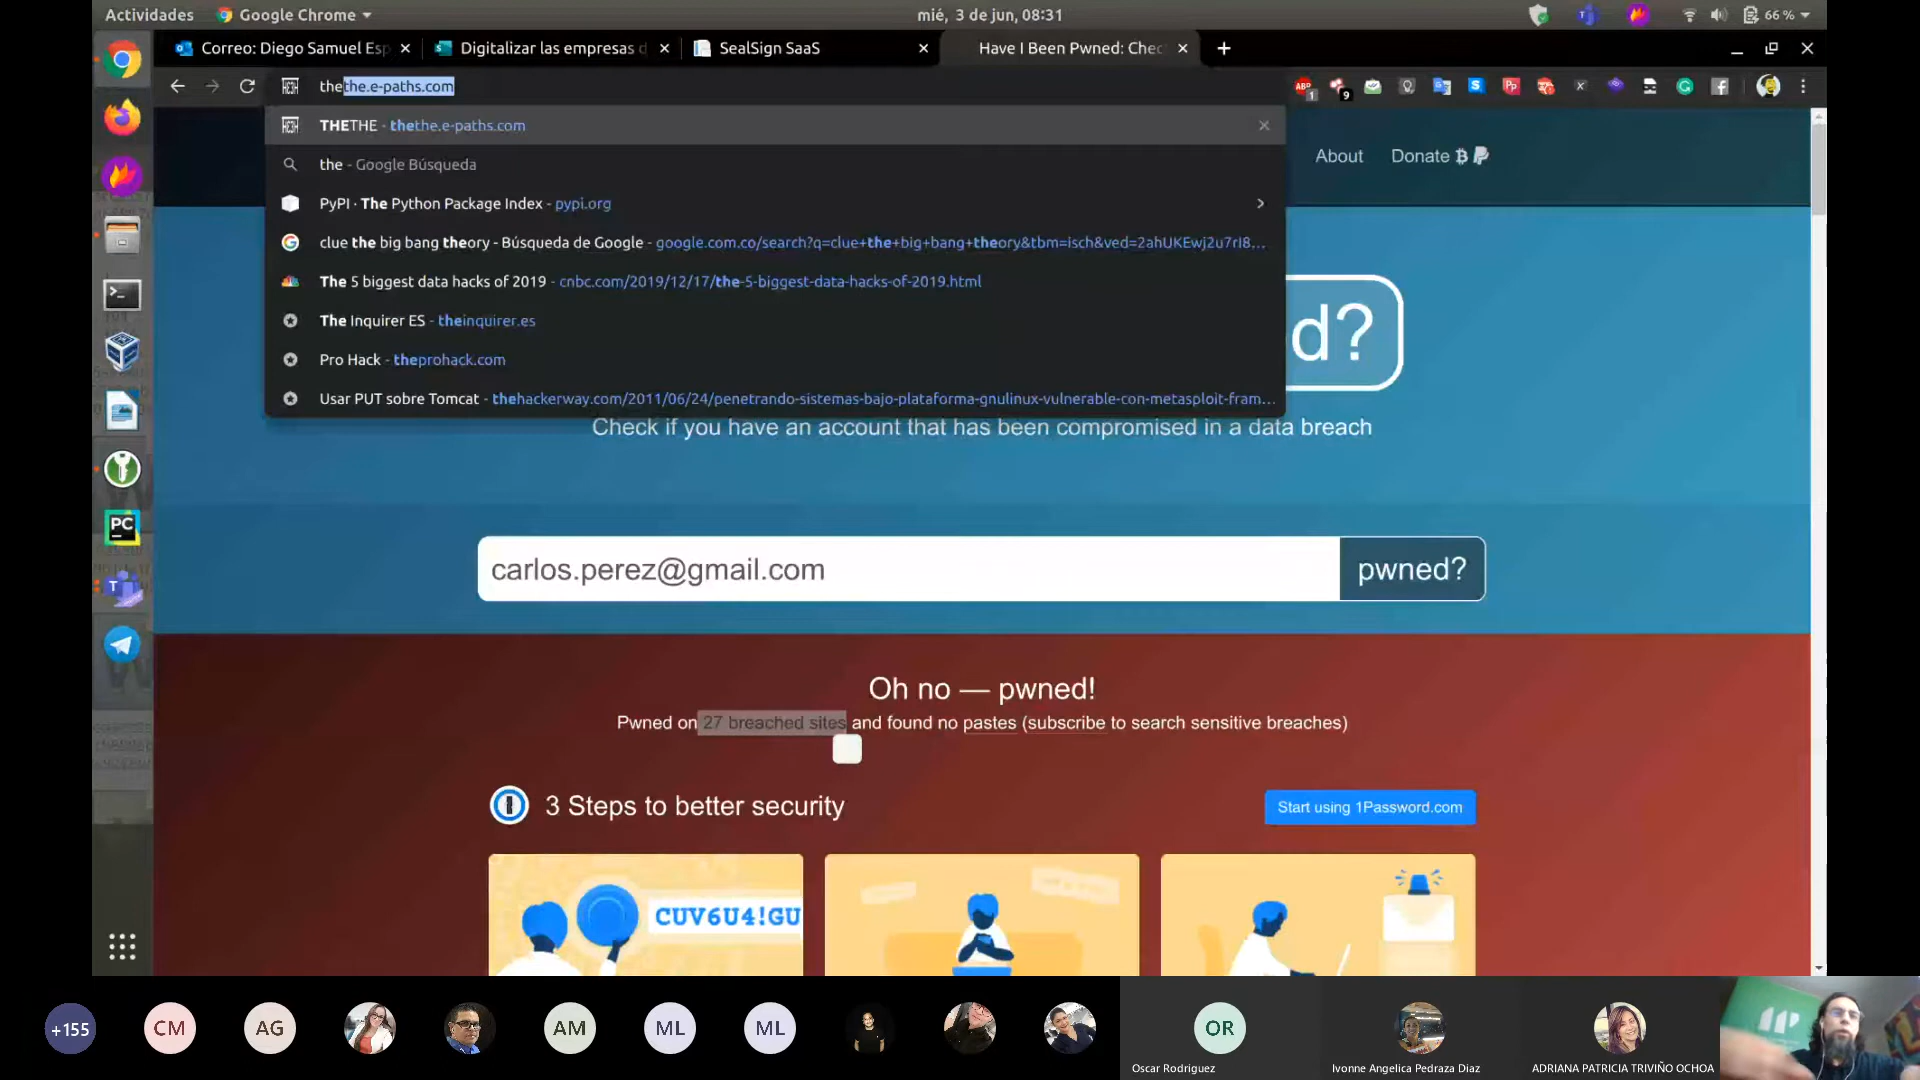 Actividades
Google Chrome
mié, 3 de jun, 08:31
66 %
Correo: Diego Samuel Esp
Digitalizar las empresas d
SealSign SaaS
Have I Been Pwned: Chec
thethe.e-paths.com
ABP
1
9
THETHE - thethe.e-paths.com
the - Google Búsqueda
PyPI · The Python Package Index - pypi.org
clue the big bang theory - Búsqueda de Google - google.com.co/search?q=clue+the+big+bang+theory&tbm=isch&ved=2ahUKEwj2u7rI8...
The 5 biggest data hacks of 2019 - cnbc.com/2019/12/17/the-5-biggest-data-hacks-of-2019.html
The Inquirer ES - theinquirer.es
Pro Hack - theprohack.com
Usar PUT sobre Tomcat - thehackerway.com/2011/06/24/penetrando-sistemas-bajo-plataforma-gnulinux-vulnerable-con-metasploit-fram...
About
Donate
d?
Check if you have an account that has been compromised in a data breach
carlos.perez@gmail.com
pwned?
Oh no — pwned!
Pwned on 27 breached sites and found no pastes (subscribe to search sensitive breaches)
3 Steps to better security
Start using 1Password.com
CUV6U4!GU
PC
T
+155
CM
AG
AM
ML
ML
OR
Oscar Rodriguez
Ivonne Angelica Pedraza Diaz
ADRIANA PATRICIA TRIVIÑO OCHOA